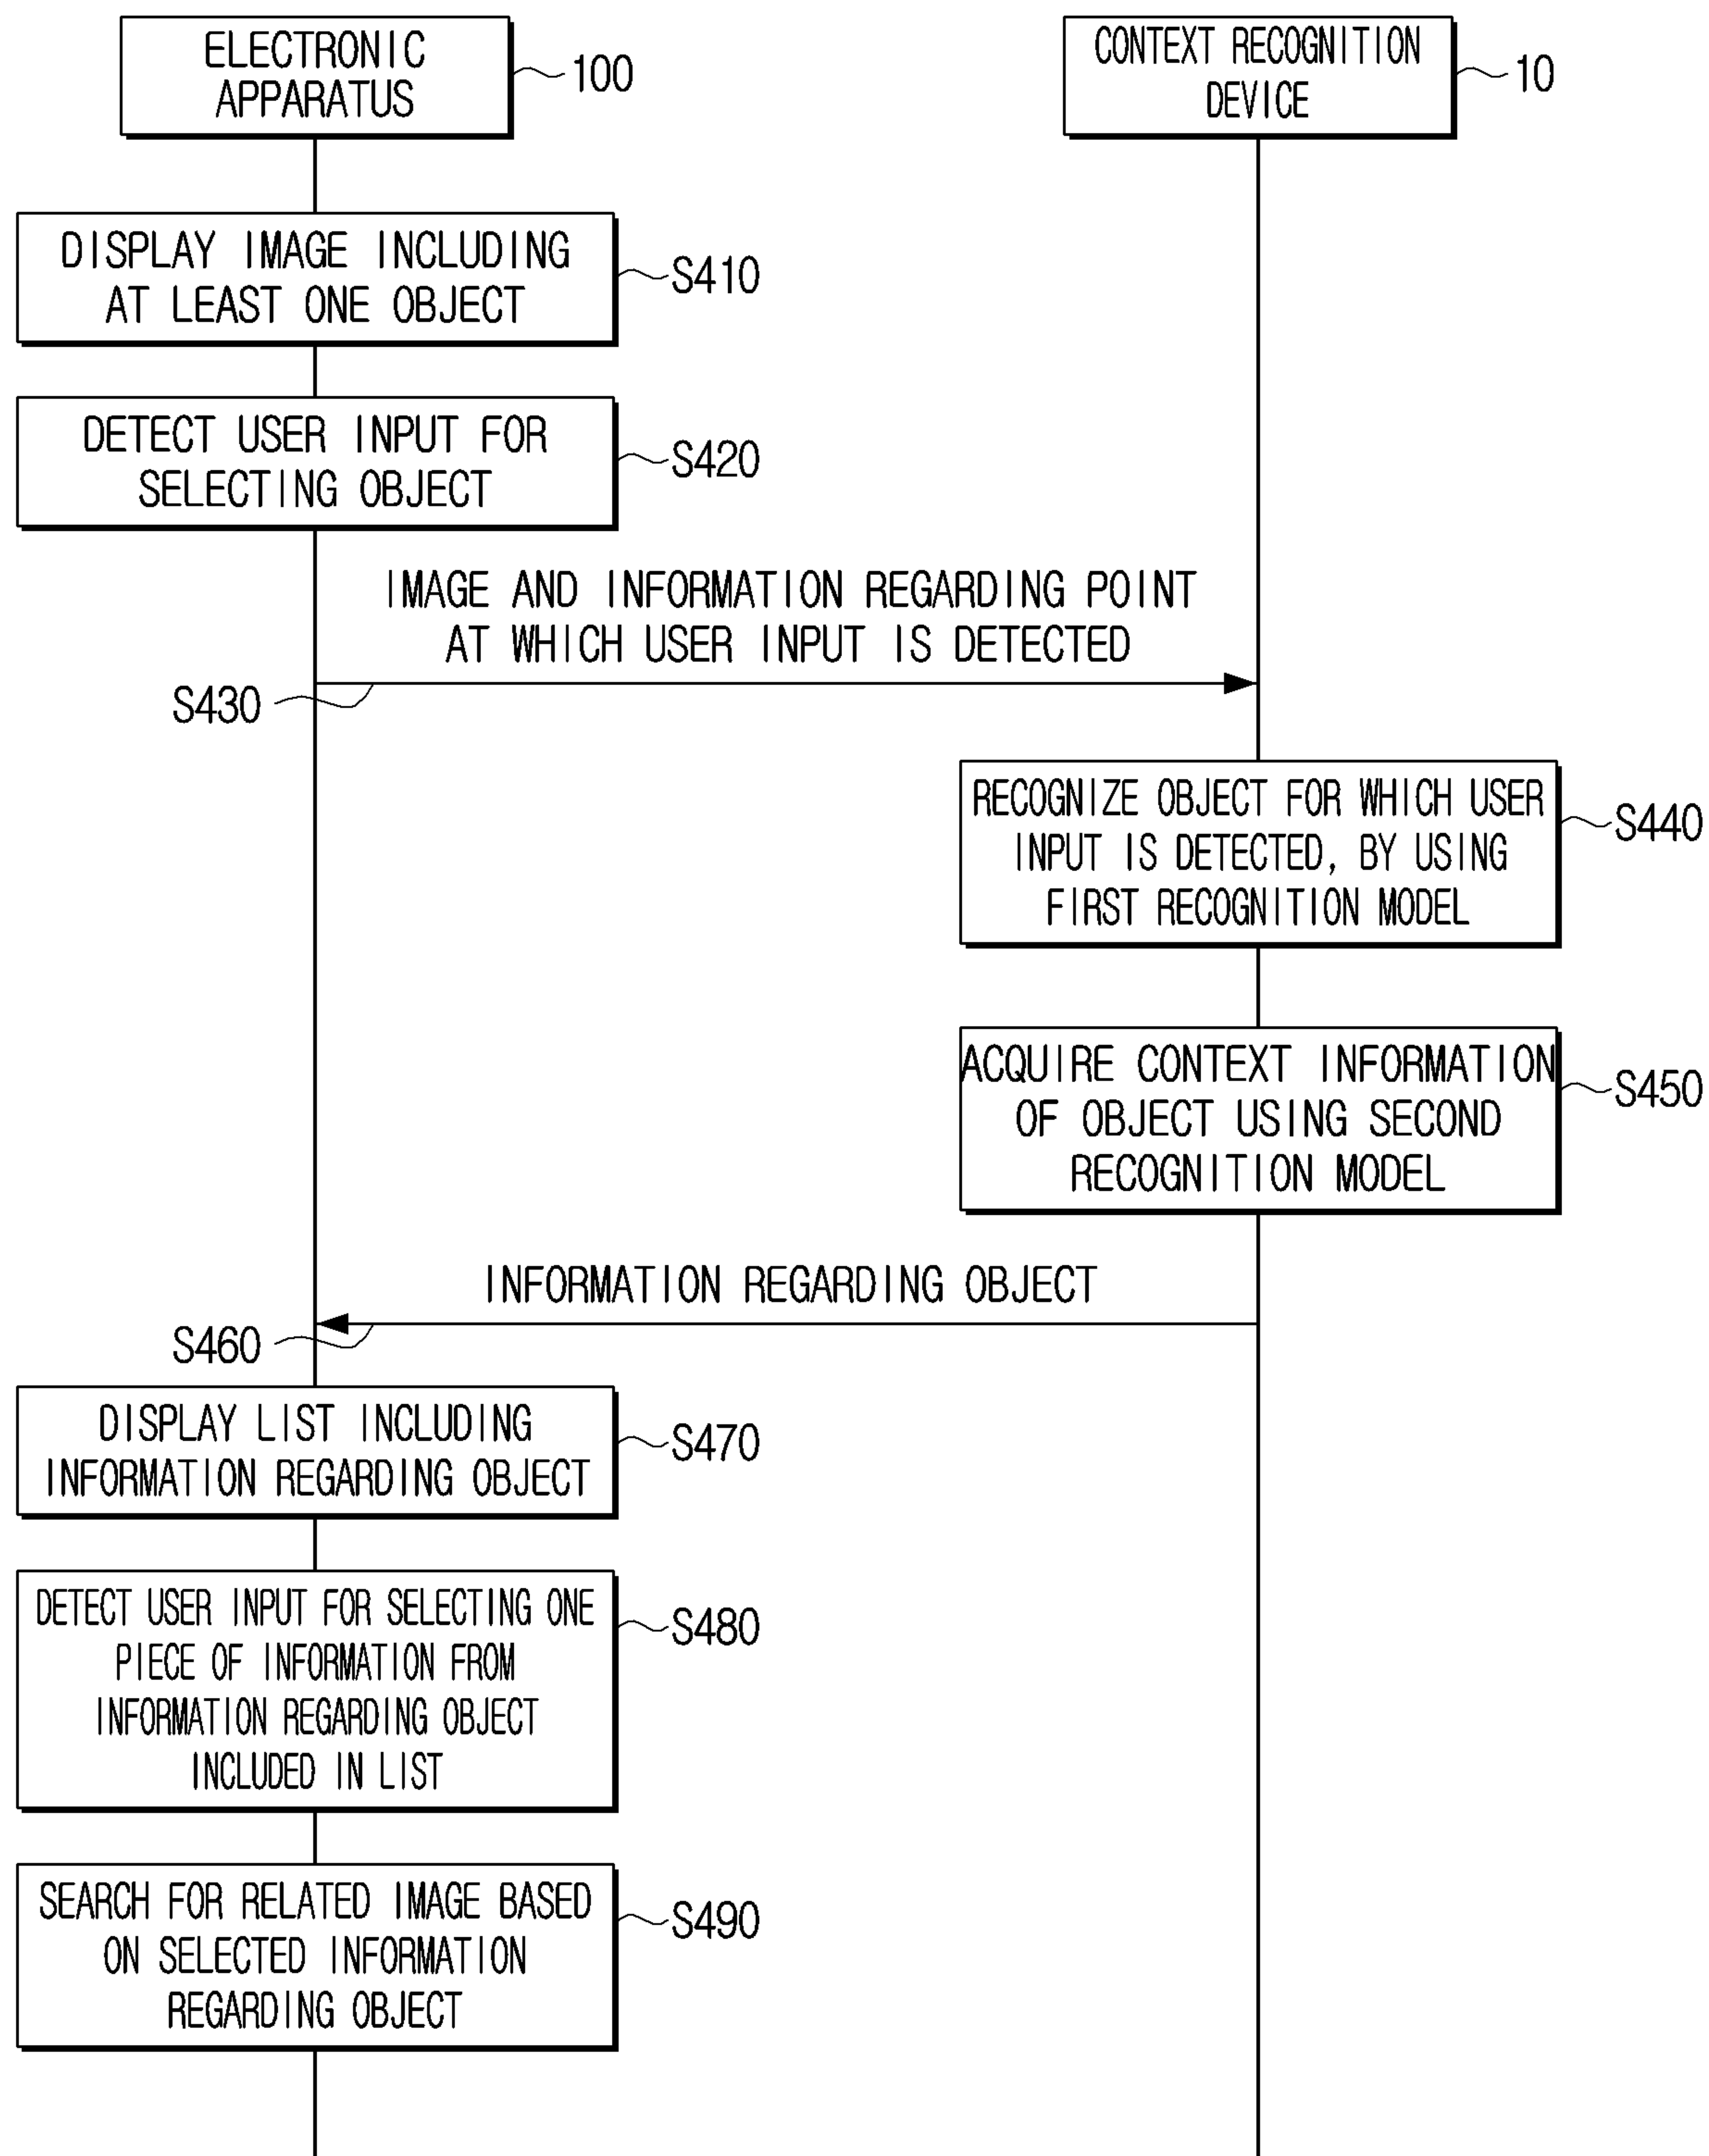 ELECTRONIC
APPARATUS
100
CONTEXT RECOGNITION
DEVICE
10
DISPLAY IMAGE INCLUDING
AT LEAST ONE OBJECT
S410
DETECT USER INPUT FOR
SELECTING OBJECT
S420
IMAGE AND INFORMATION REGARDING POINT
AT WHICH USER INPUT IS DETECTED
S430
RECOGNIZE OBJECT FOR WHICH USER
INPUT IS DETECTED, BY USING
FIRST RECOGNITION MODEL
S440
ACQUIRE CONTEXT INFORMATION
OF OBJECT USING SECOND
RECOGNITION MODEL
S450
INFORMATION REGARDING OBJECT
S460
DISPLAY LIST INCLUDING
INFORMATION REGARDING OBJECT
S470
DETECT USER INPUT FOR SELECTING ONE
PIECE OF INFORMATION FROM
INFORMATION REGARDING OBJECT
INCLUDED IN LIST
S480
SEARCH FOR RELATED IMAGE BASED
ON SELECTED INFORMATION
REGARDING OBJECT
S490